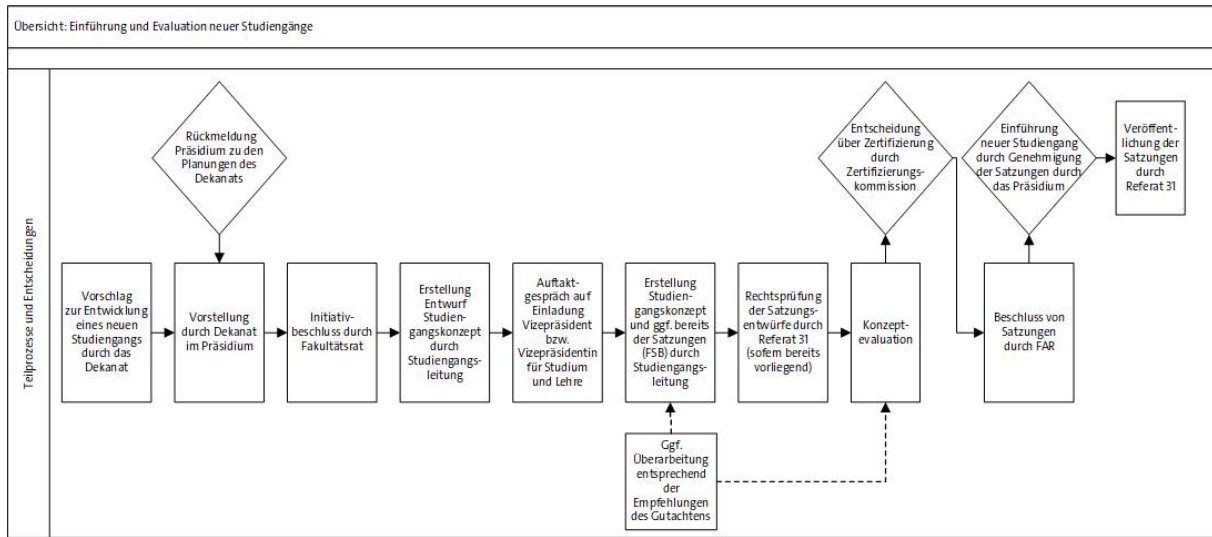 Übersicht: Einführung und Evaluation neuer Studiengänge
Teilprozesse und Entscheidungen
Rückmeldung
Präsidium zu den
Planungen des
Dekanats
Entscheidung
über Zertifizierung
durch
Zertifizierungs-
kommission
Einführung
neuer Studiengang
durch Genehmigung
der Satzungen durch
das Präsidium
Veröffent-
lichung der
Satzungen
durch
Referat 31
Vorschlag
zur Entwicklung
eines neuen
Studiengangs
durch das
Dekanat
Vorstellung
durch Dekanat
im Präsidium
Initiativ-
beschluss durch
Fakultätsrat
Erstellung
Entwurf
Studien-
gangskonzept
durch
Studiengangs-
leitung
Auftakt-
gespräch auf
Einladung
Vizepräsident
bzw.
Vizepräsidentin
für Studium
und Lehre
Erstellung
Studien-
gangskonzept
und ggf. bereits
der Satzungen
(FSB) durch
Studiengangs-
leitung
Rechtsprüfung
der Satzungs-
entwürfe durch
Referat 31
(sofern bereits
vorliegend)
Konzept-
evaluation
Beschluss von
Satzungen
durch FAR
Ggf.
Überarbeitung
entsprechend
der
Empfehlungen
des Gutachtens